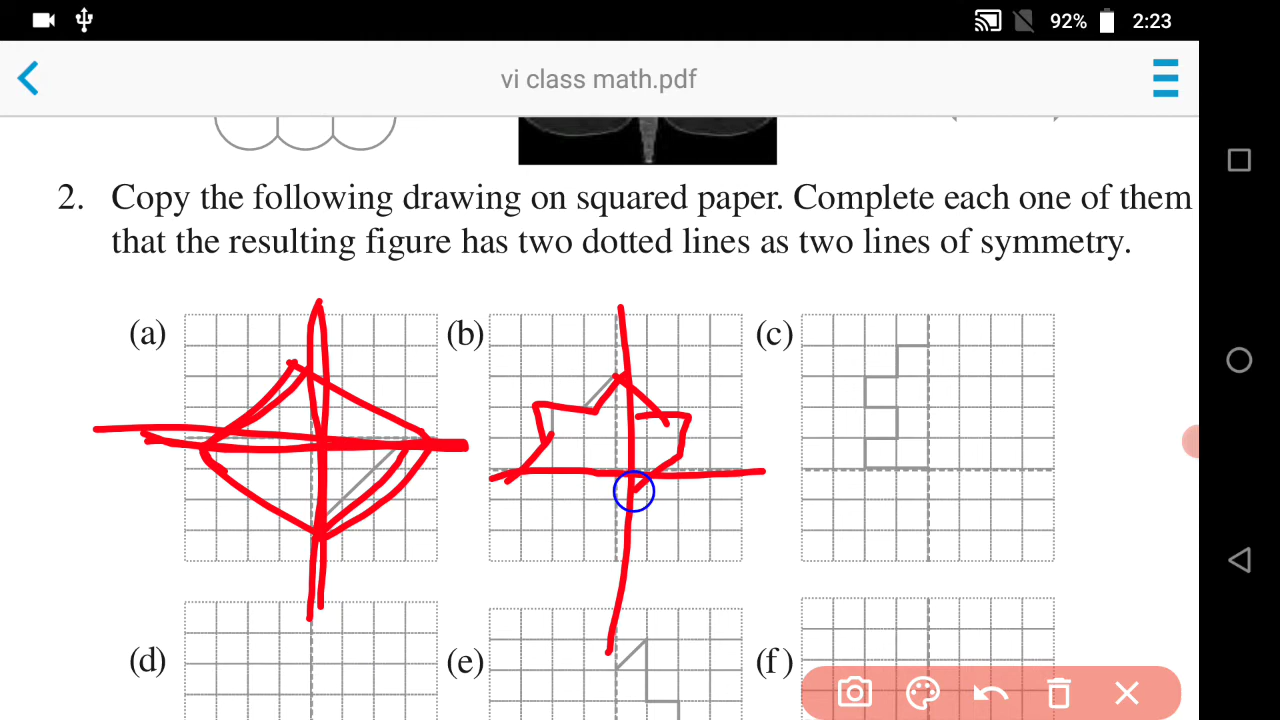 92% 2:23
vi class math.pdf
2. Copy the following drawing on squared paper. Complete each one of them
that the resulting figure has two dotted lines as two lines of symmetry.
(a) (b) (c)
(d) (e) (f)